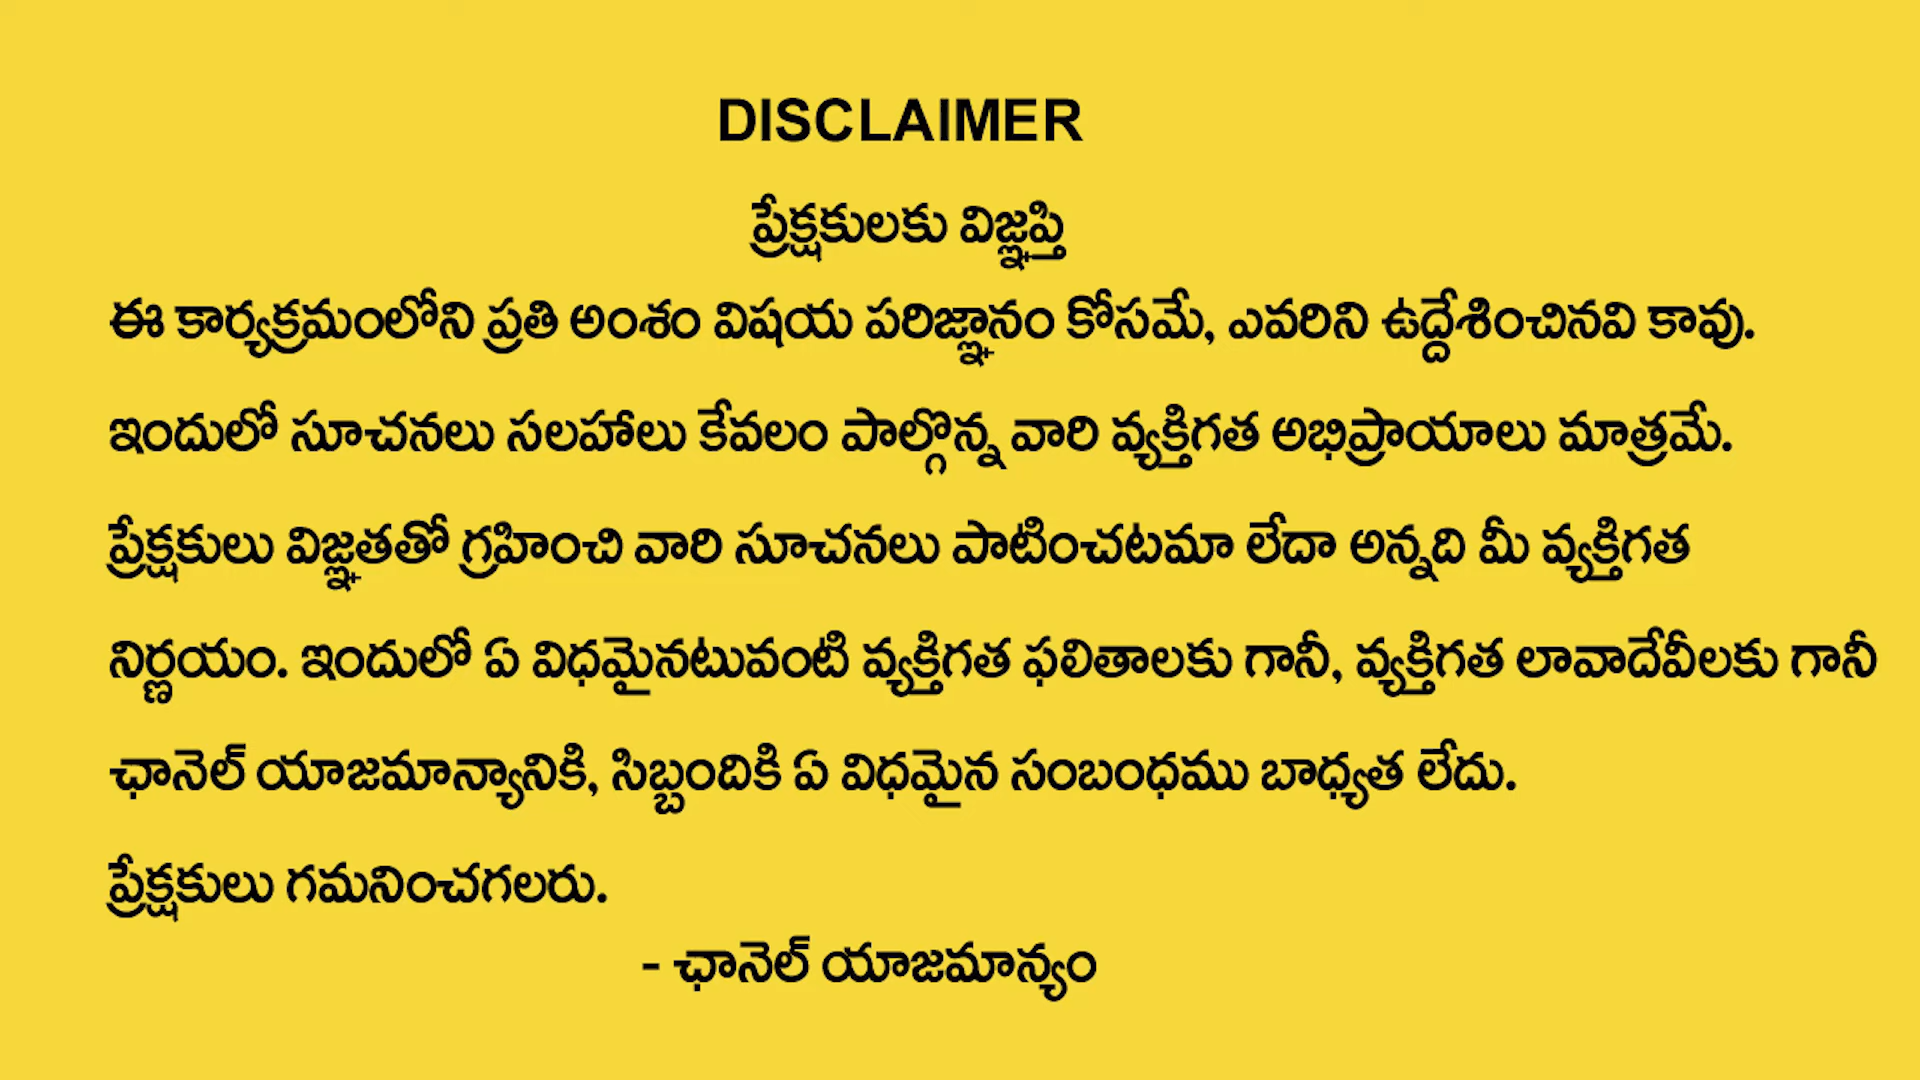 DISCLAIMER
ప్రేక్షకులకు విజ్ఞప్తి
ఈ కార్యక్రమంలోని ప్రతి అంశం విషయ పరిజ్ఞానం కోసమే, ఎవరిని ఉద్దేశించినవి కావు.
ఇందులో సూచనలు సలహాలు కేవలం పాల్గొన్న వారి వ్యక్తిగత అభిప్రాయాలు మాత్రమే.
ప్రేక్షకులు విజ్ఞతతో గ్రహించి వారి సూచనలు పాటించటమా లేదా అన్నది మీ వ్యక్తిగత
నిర్ణయం. ఇందులో ఏ విధమైనటువంటి వ్యక్తిగత ఫలితాలకు గానీ, వ్యక్తిగత లావాదేవీలకు గానీ
ఛానెల్ యాజమాన్యానికి, సిబ్బందికి ఏ విధమైన సంబంధము బాధ్యత లేదు.
ప్రేక్షకులు గమనించగలరు.
- ఛానెల్ యాజమాన్యం